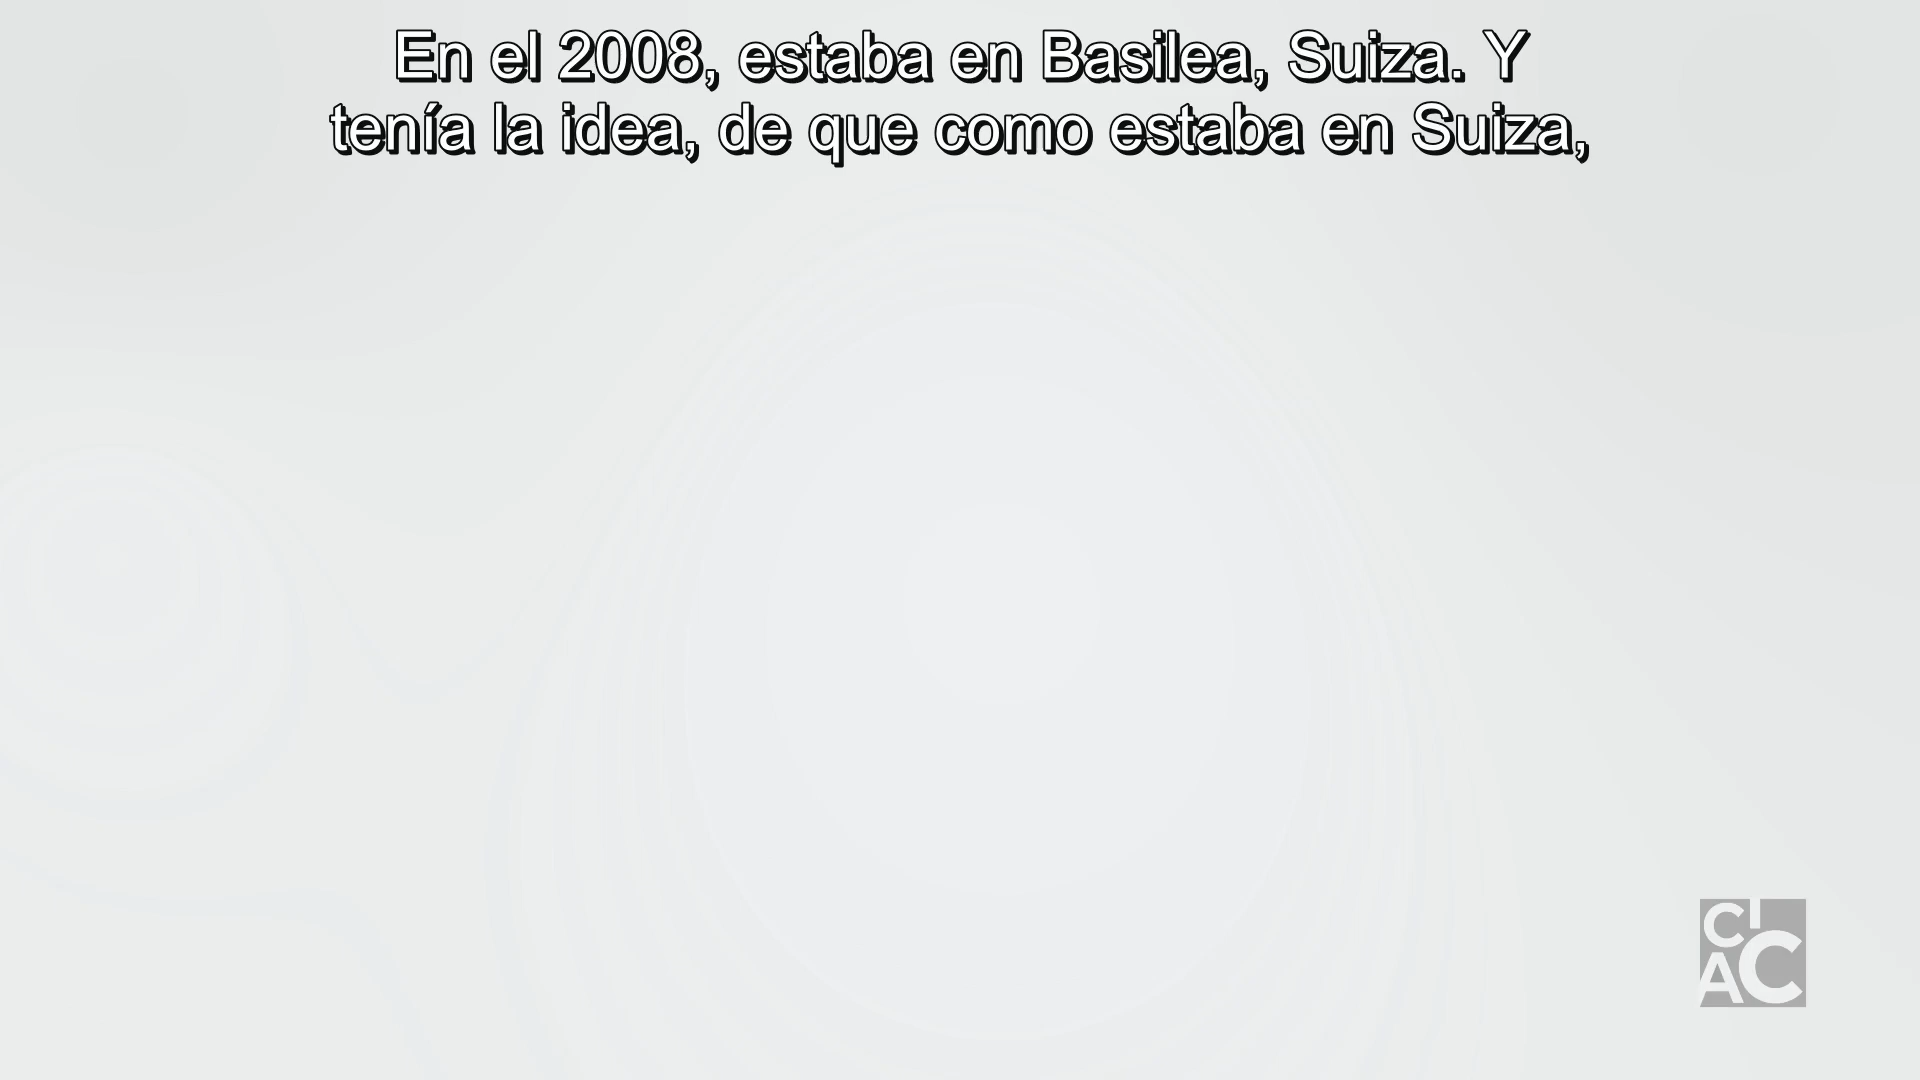 En el 2008, estaba en Basilea, Suiza. Y
tenía la idea, de que como estaba en Suiza,
CI
AC